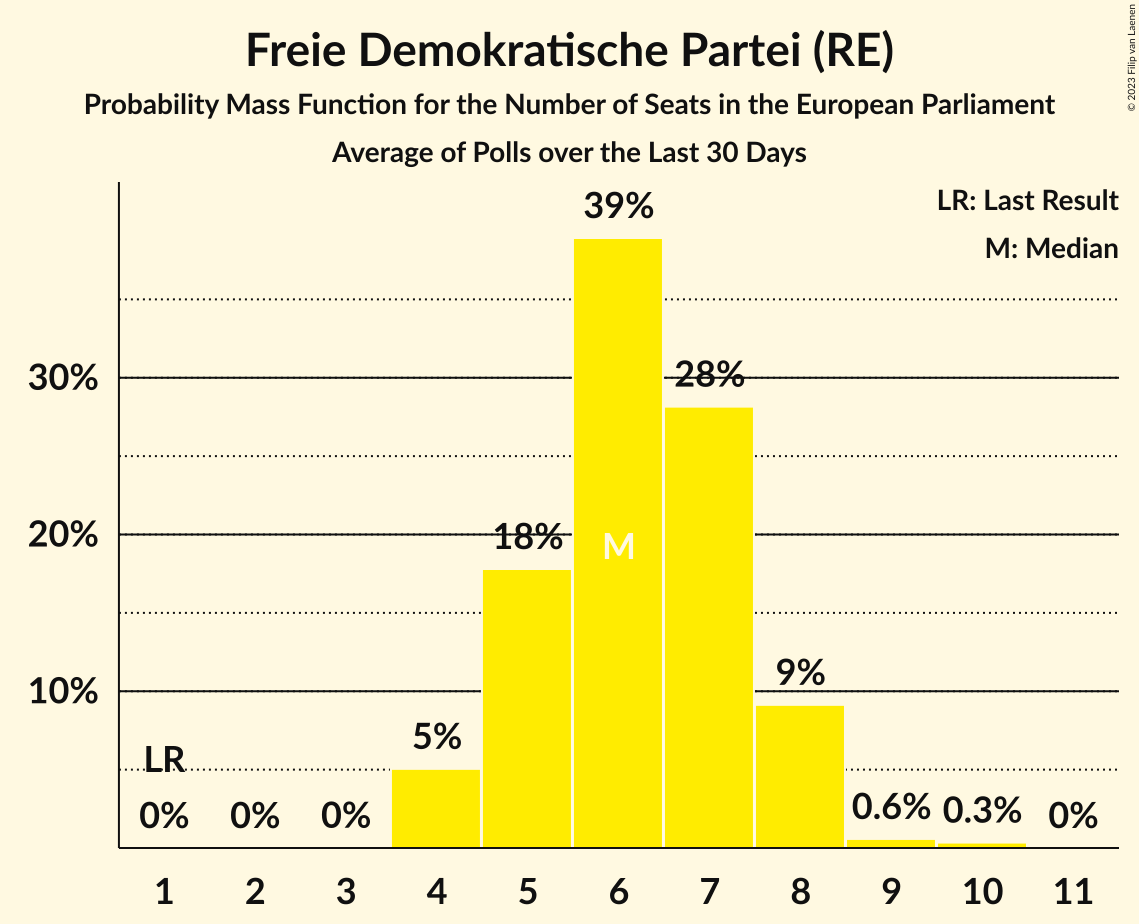 Freie Demokratische Partei (RE)
Probability Mass Function for the Number of Seats in the European Parliament
Average of Polls over the Last 30 Days
© 2023 Filip van Laenen
LR: Last Result
M: Median
39%
30%
28%
20%
18%
M
10%
9%
5%
LR
0%
0%
0%
0.6%
0.3%
0%
1 2 3 4 5 6 7 8 9 10 11